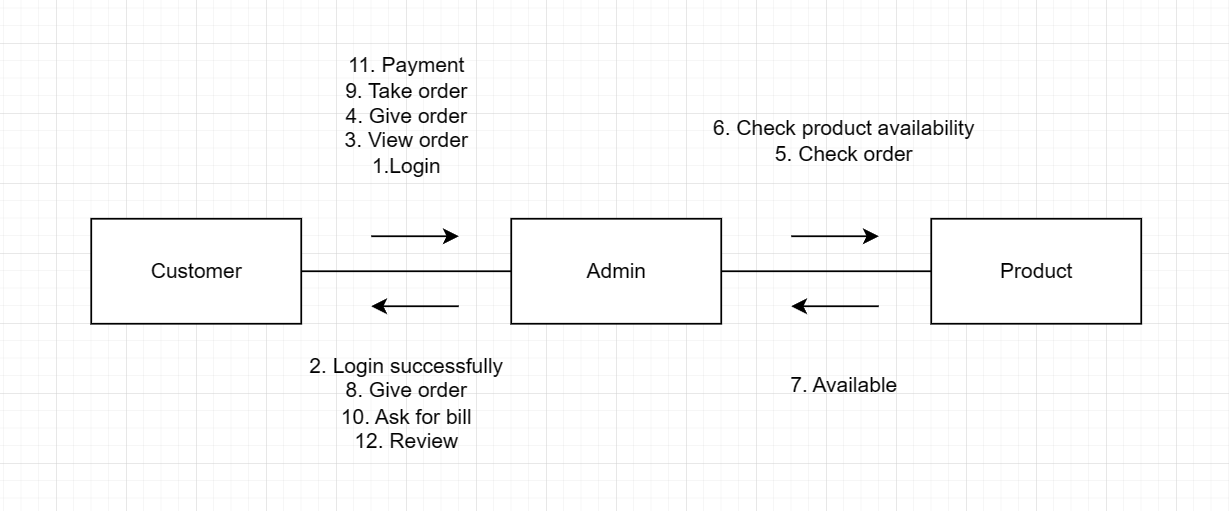 11. Payment
9. Take order
4. Give order
3. View order
1.Login
6. Check product availability
5. Check order
Customer
Admin
Product
2. Login successfully
8. Give order
10. Ask for bill
12. Review
7. Available